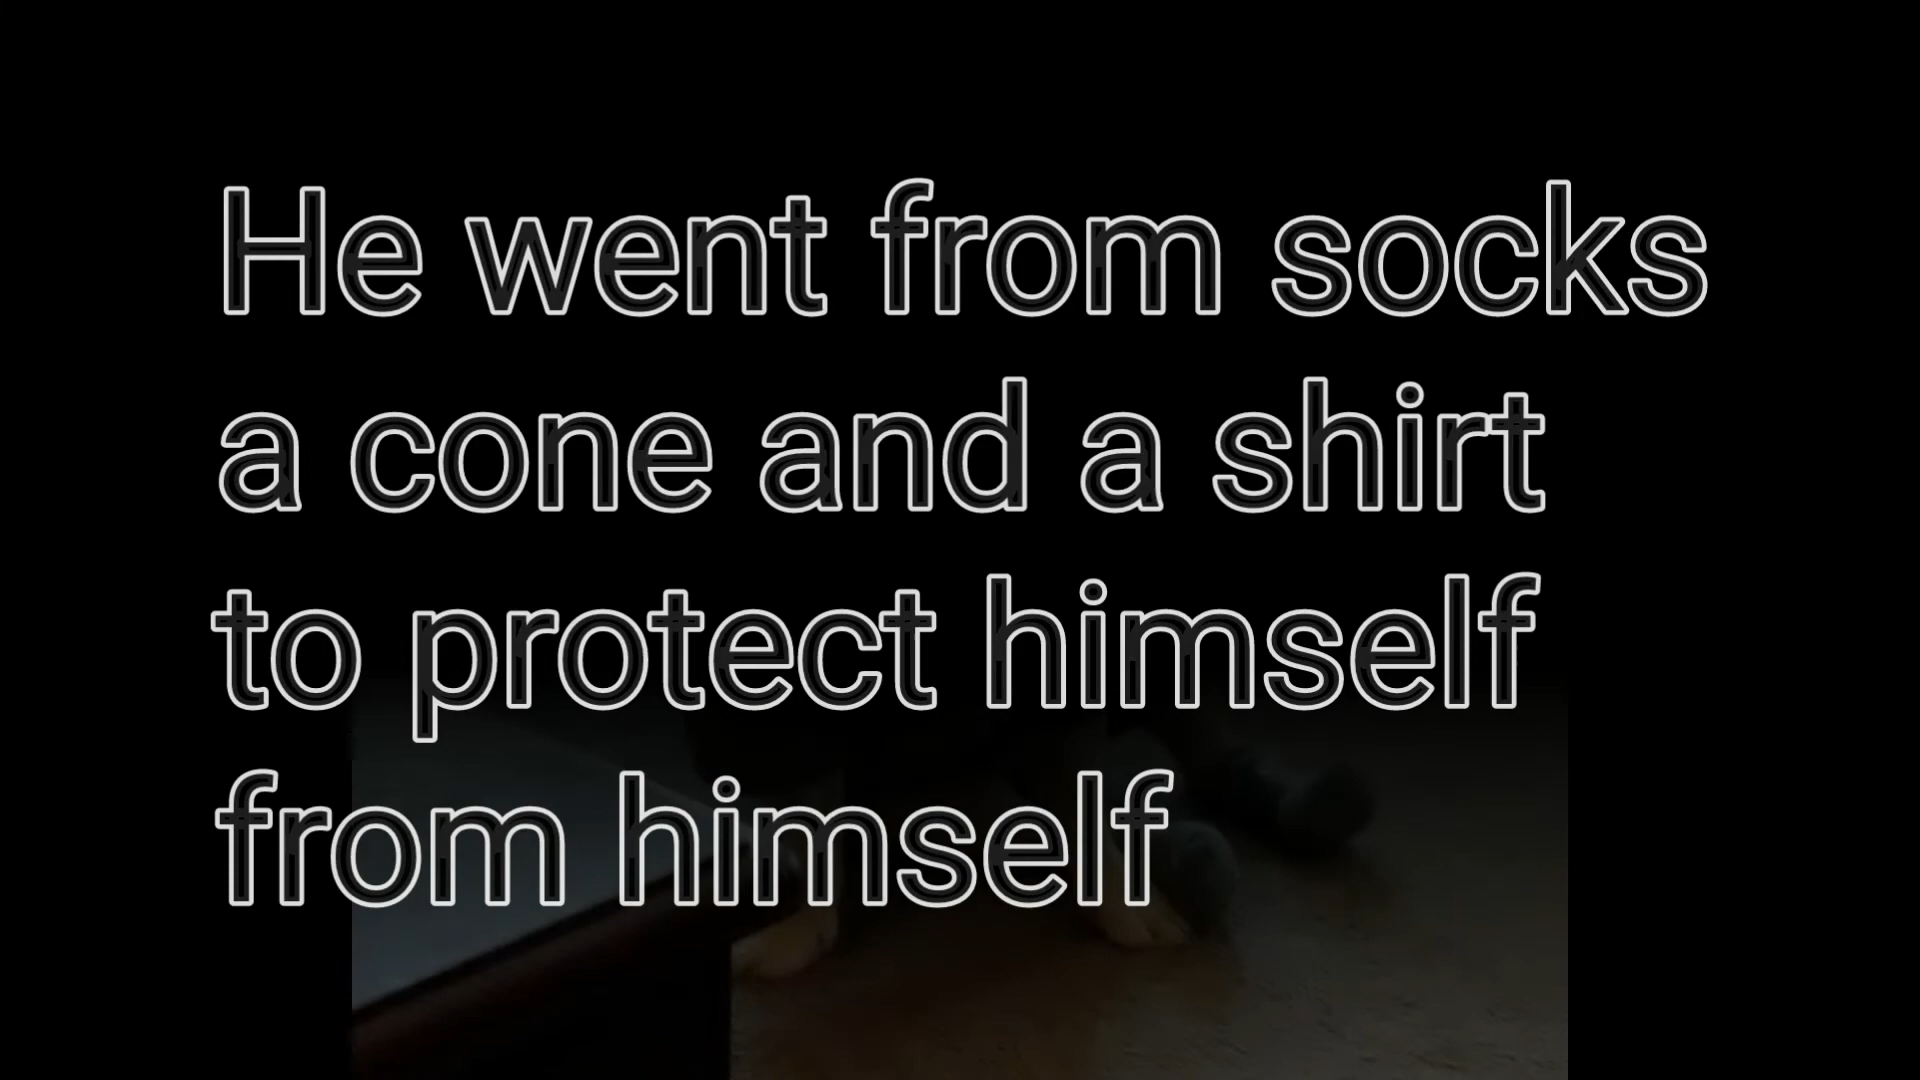 He went from socks
a cone and a shirt
to protect himself
from himself